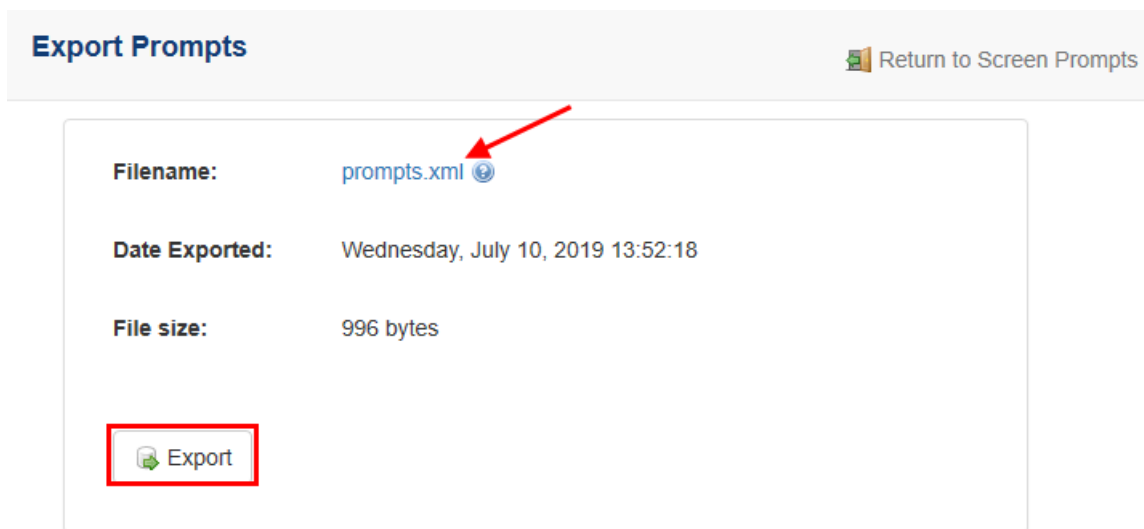 Export Prompts
Return to Screen Prompts
Filename: prompts.xml
Date Exported: Wednesday, July 10, 2019 13:52:18
File size: 996 bytes
Export